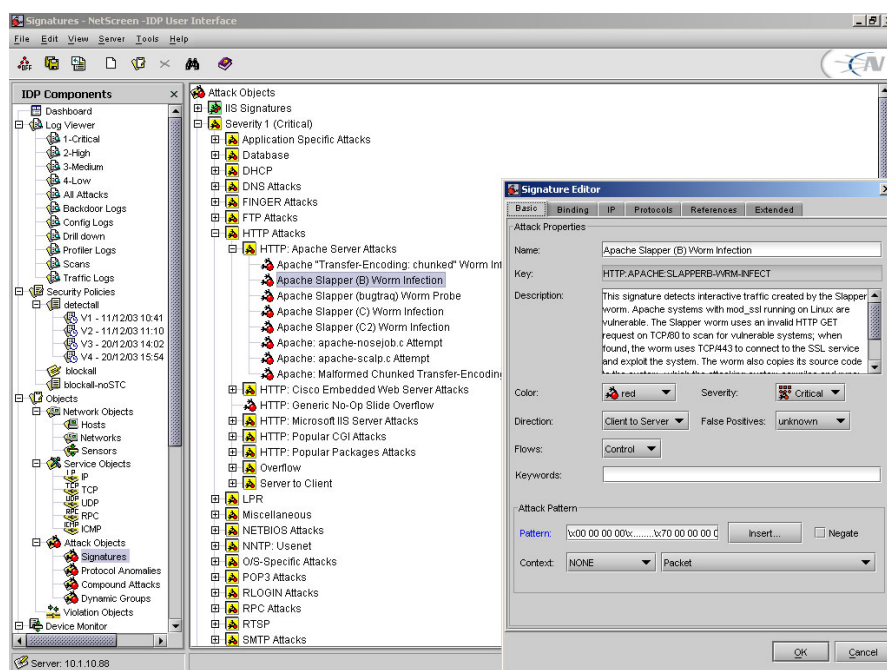 Signatures - NetScreen -IDP User Interface
File Edit View Server Tools Help
OFF
IDP Components
Dashboard
Log Viewer
1-Critical
2-High
3-Medium
4-Low
All Attacks
Backdoor Logs
Config Logs
Drill down
Profiler Logs
Scans
Traffic Logs
Security Policies
detectall
V1 - 11/12/03 10:41
V2 - 11/12/03 11:10
V3 - 20/12/03 14:02
V4 - 20/12/03 15:54
blockall
blockall-noSTC
Objects
Network Objects
Hosts
Networks
Sensors
Service Objects
IP
TCP
UDP
RPC
ICMP
Attack Objects
Signatures
Protocol Anomalies
Compound Attacks
Dynamic Groups
Violation Objects
Device Monitor
Attack Objects
IIS Signatures
Severity 1 (Critical)
Application Specific Attacks
Database
DHCP
DNS Attacks
FINGER Attacks
FTP Attacks
HTTP Attacks
HTTP: Apache Server Attacks
Apache "Transfer-Encoding: chunked" Worm Inf
Apache Slapper (B) Worm Infection
Apache Slapper (bugtraq) Worm Probe
Apache Slapper (C) Worm Infection
Apache Slapper (C2) Worm Infection
Apache: apache-nosejob.c Attempt
Apache: apache-scalp.c Attempt
Apache: Malformed Chunked Transfer-Encoding
HTTP: Cisco Embedded Web Server Attacks
HTTP: Generic No-Op Slide Overflow
HTTP: Microsoft IIS Server Attacks
HTTP: Popular CGI Attacks
HTTP: Popular Packages Attacks
Overflow
Server to Client
LPR
Miscellaneous
NETBIOS Attacks
NNTP: Usenet
O/S-Specific Attacks
POP3 Attacks
RLOGIN Attacks
RPC Attacks
RTSP
SMTP Attacks
Signature Editor
Basic Binding IP Protocols References Extended
Attack Properties
Name: Apache Slapper (B) Worm Infection
Key: HTTP:APACHE:SLAPPERB-WRM-INFECT
Description: This signature detects interactive traffic created by the Slapper
worm. Apache systems with mod_ssl running on Linux are
vulnerable. The Slapper worm uses an invalid HTTP GET
request on TCP/80 to scan for vulnerable systems; when
found, the worm uses TCP/443 to connect to the SSL service
and exploit the system. The worm also copies its source code
Color: red Severity: Critical
Direction: Client to Server False Positives: unknown
Flows: Control
Keywords:
Attack Pattern
Pattern: \x00 00 00 00\x........\x70 00 00 00 0 Insert... Negate
Context: NONE Packet
OK Cancel
Server: 10.1.10.88